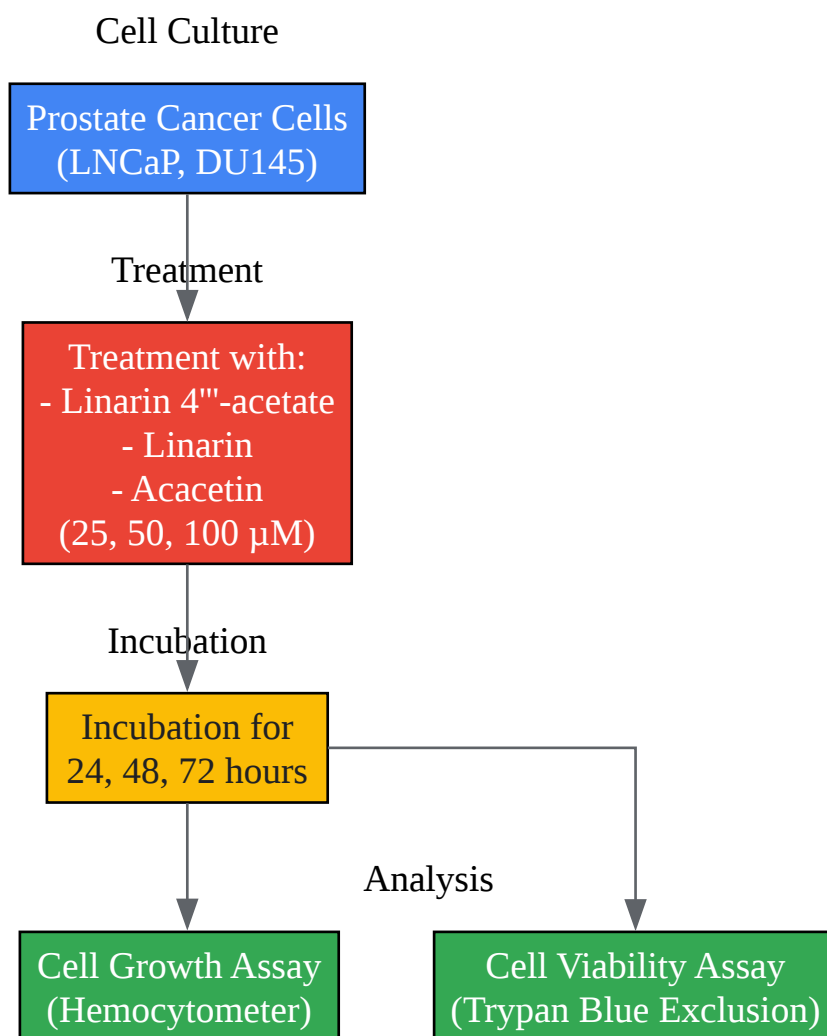 Cell Culture
Prostate Cancer Cells
(LNCaP, DU145)
Treatment
Treatment with:
- Linarin 4'''-acetate
- Linarin
- Acacetin
(25, 50, 100 µM)
Incubation
Incubation for
24, 48, 72 hours
Analysis
Cell Growth Assay
(Hemocytometer)
Cell Viability Assay
(Trypan Blue Exclusion)